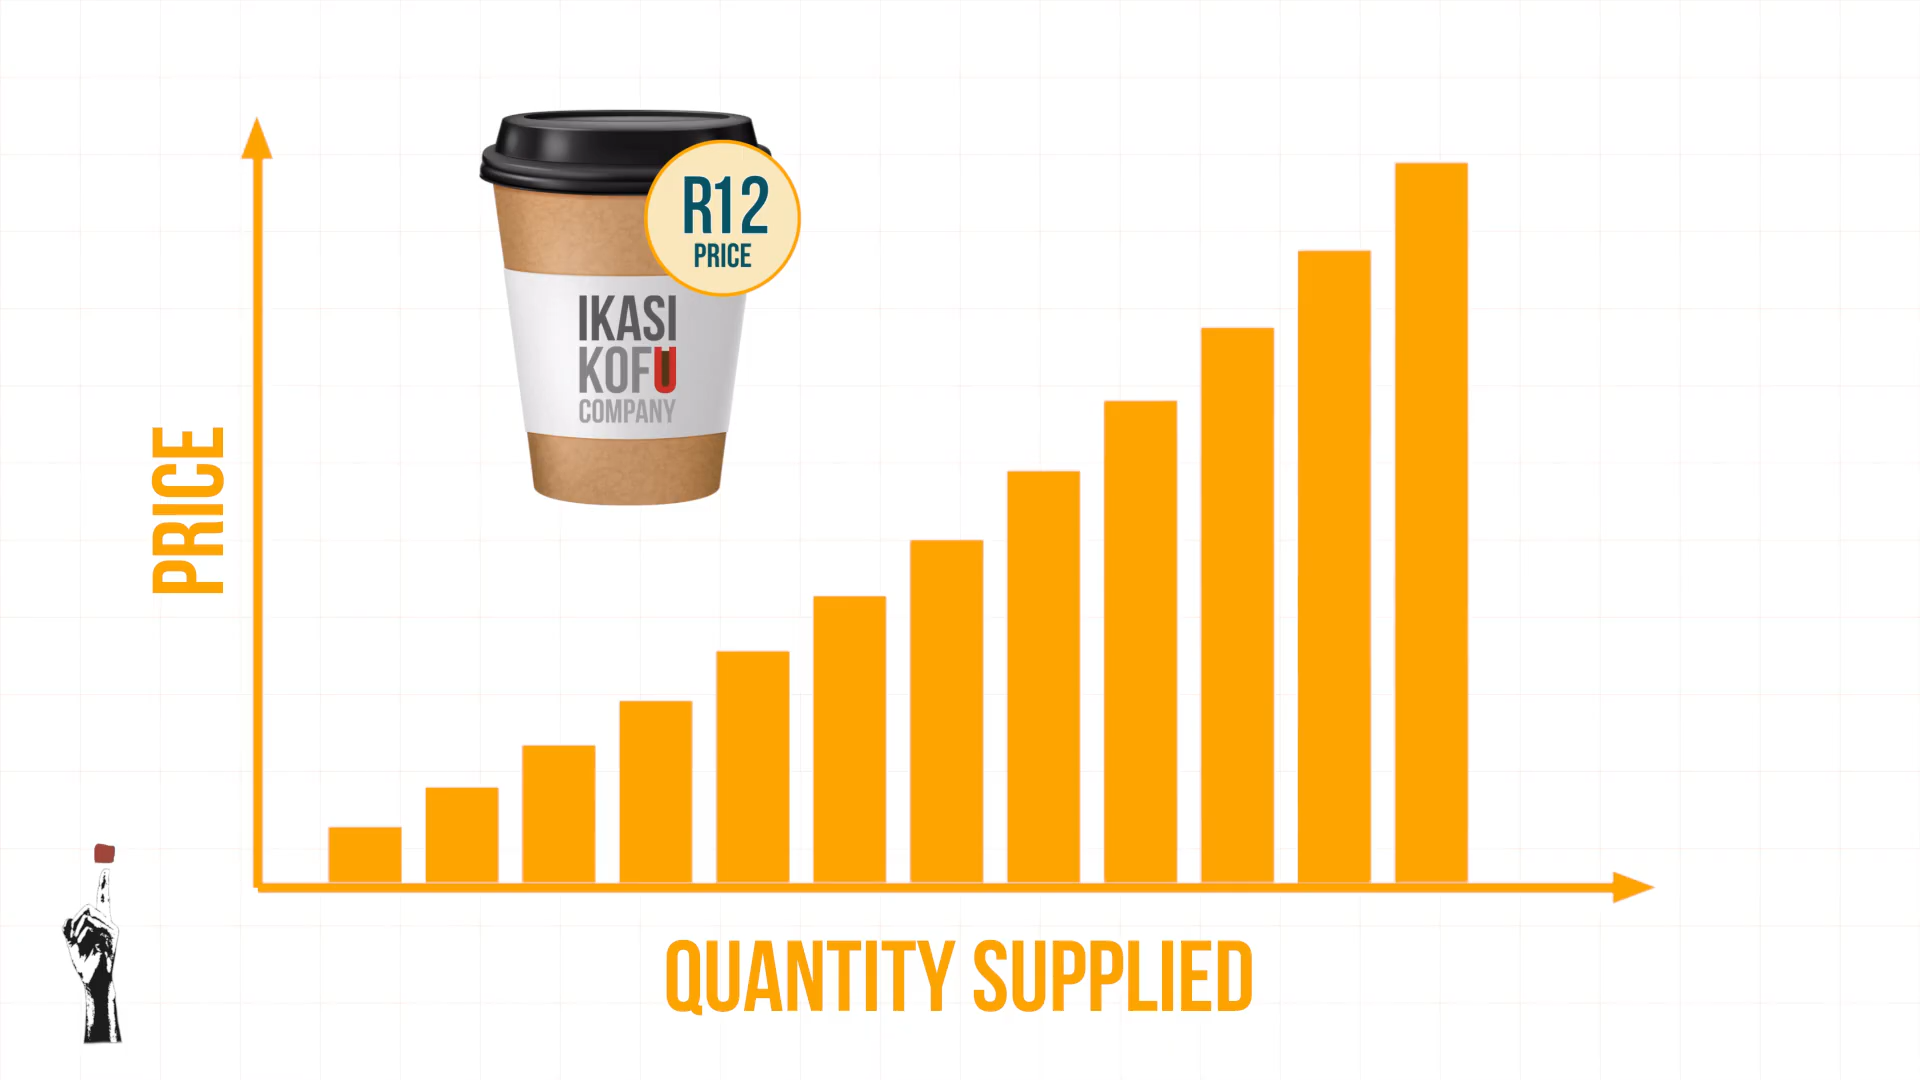 R12
PRICE
IKASI
KOFU
COMPANY
PRICE
QUANTITY SUPPLIED